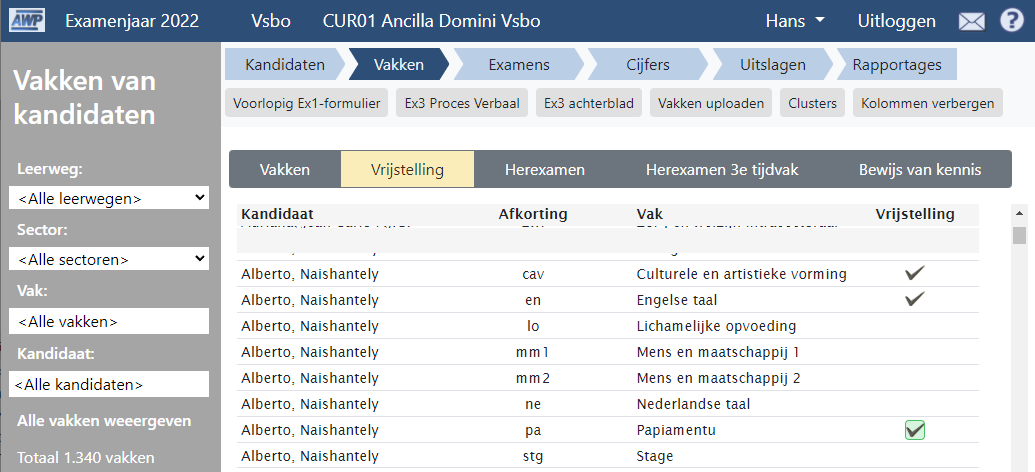 AWP Examenjaar 2022 Vsbo CUR01 Ancilla Domini Vsbo Hans Uitloggen ?
Vakken van
kandidaten
Leerweg:
<Alle leerwegen>
Sector:
<Alle sectoren>
Vak:
<Alle vakken>
Kandidaat:
<Alle kandidaten>
Alle vakken weeergeven
Totaal 1.340 vakken
Kandidaten Vakken Examens Cijfers Uitslagen Rapportages
Voorlopig Ex1-formulier Ex3 Proces Verbaal Ex3 achterblad Vakken uploaden Clusters Kolommen verbergen
Vakken Vrijstelling Herexamen Herexamen 3e tijdvak Bewijs van kennis
Kandidaat Afkorting Vak Vrijstelling
Alberto, Naishantely cav Culturele en artistieke vorming
Alberto, Naishantely en Engelse taal
Alberto, Naishantely lo Lichamelijke opvoeding
Alberto, Naishantely mm1 Mens en maatschappij 1
Alberto, Naishantely mm2 Mens en maatschappij 2
Alberto, Naishantely ne Nederlandse taal
Alberto, Naishantely pa Papiamentu
Alberto, Naishantely stg Stage